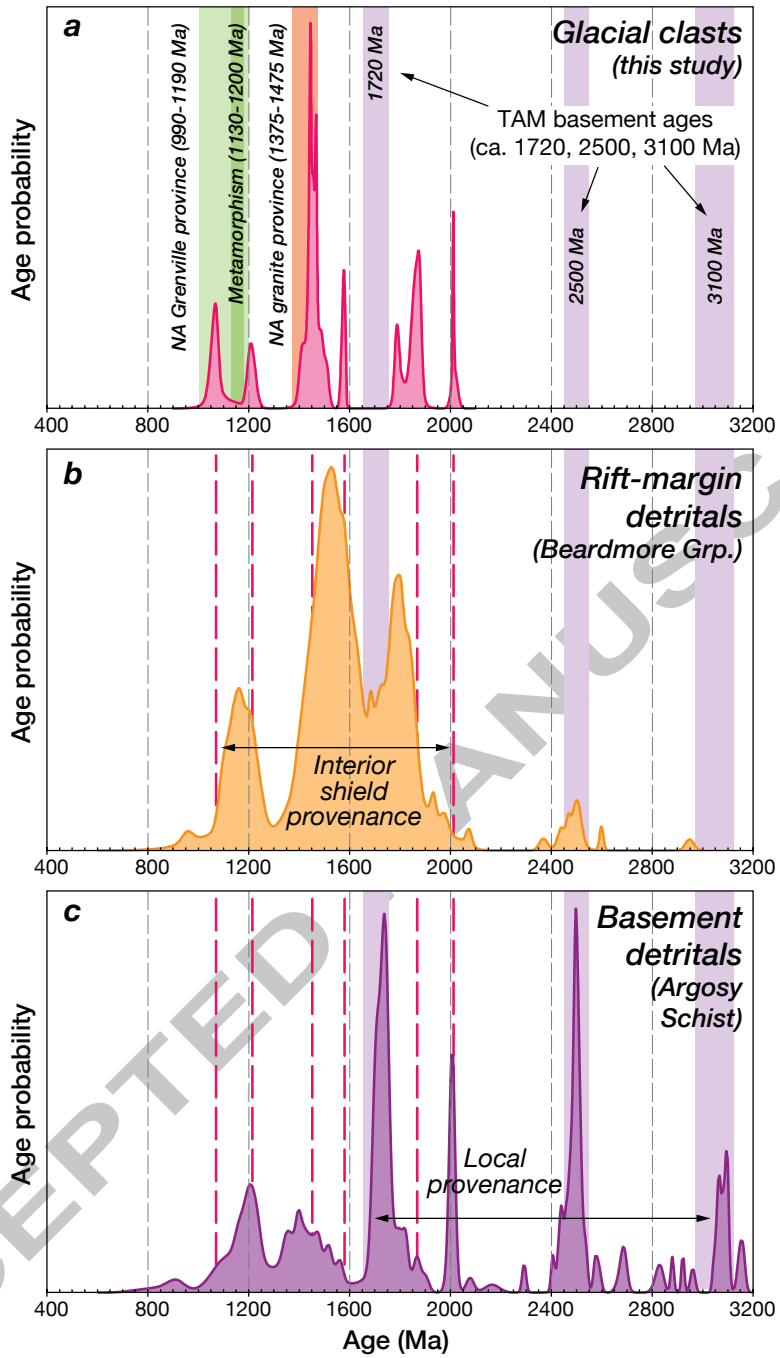 a
Glacial clasts
(this study)
NA Grenville province (990-1190 Ma)
Metamorphism (1130-1200 Ma)
NA granite province (1375-1475 Ma)
1720 Ma
TAM basement ages
(ca. 1720, 2500, 3100 Ma)
2500 Ma
3100 Ma
Age probability
400 800 1200 1600 2000 2400 2800 3200
b
Rift-margin
detritals
(Beardmore Grp.)
Interior
shield
provenance
Age probability
400 800 1200 1600 2000 2400 2800 3200
c
Basement
detritals
(Argosy
Schist)
Local
provenance
Age probability
400 800 1200 1600 2000 2400 2800 3200
Age (Ma)
CEPTED MANUSC